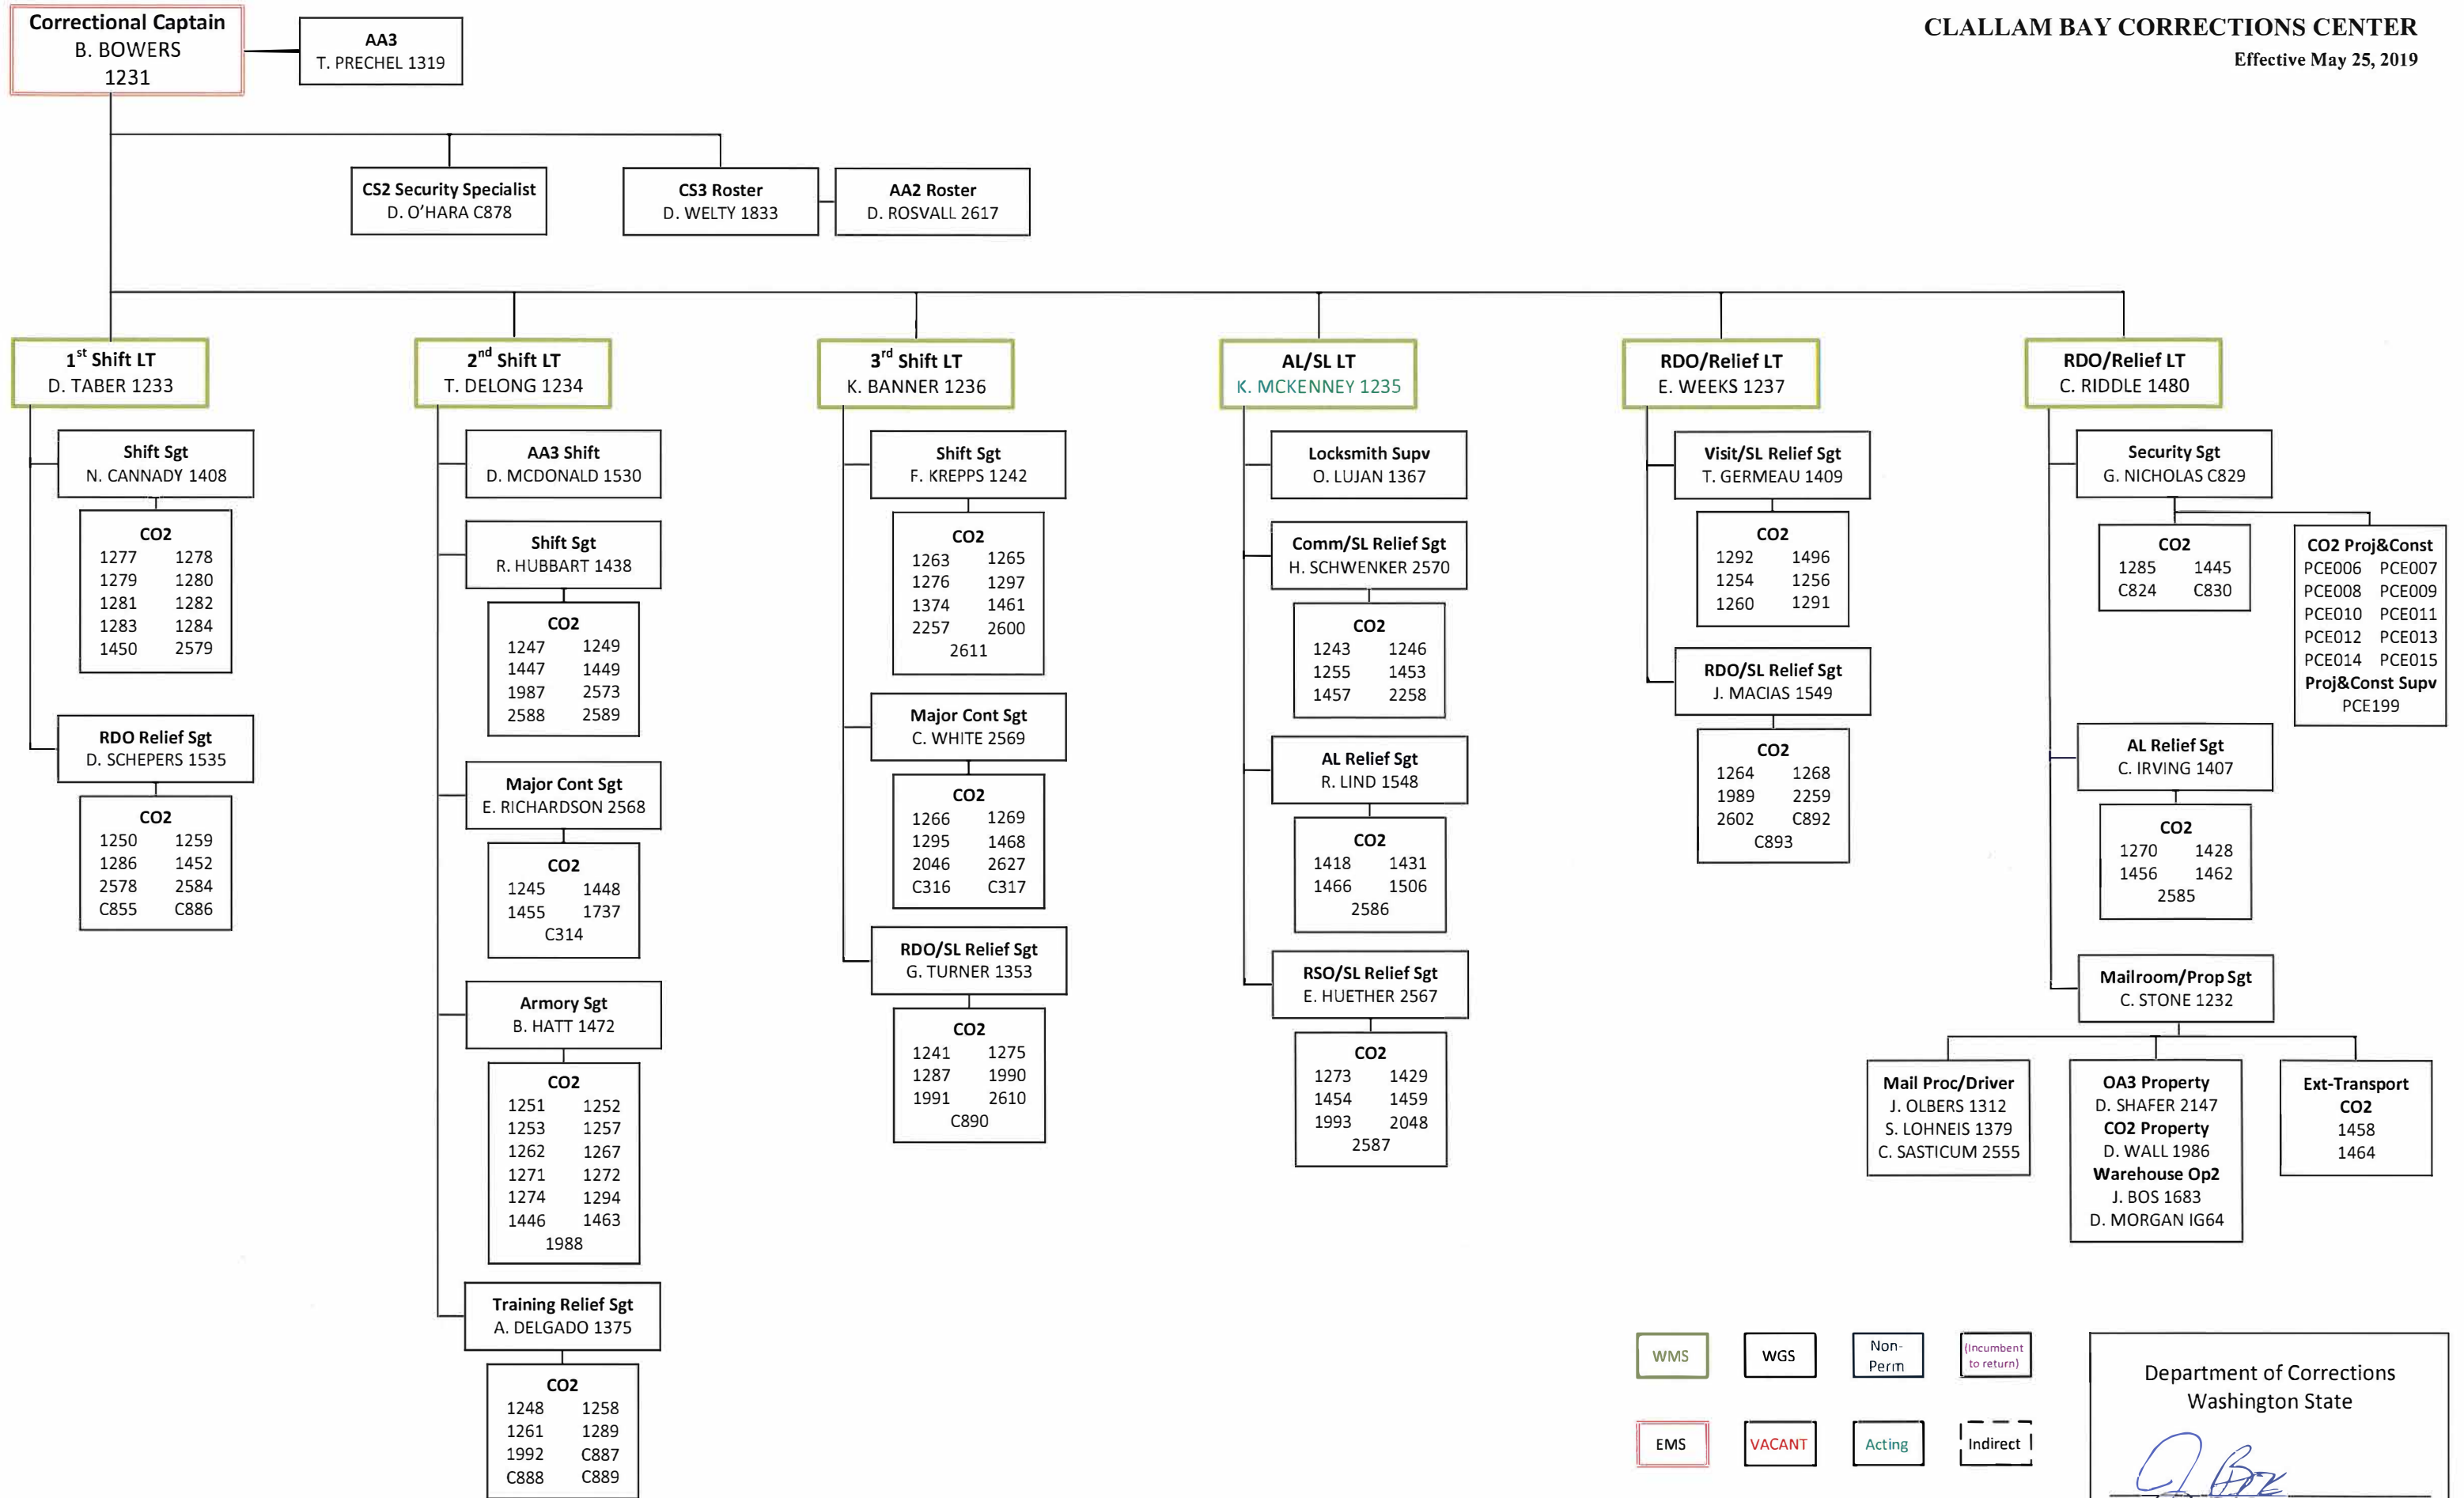 CLALLAM BAY CORRECTIONS CENTER
Effective May 25, 2019
Correctional Captain
B. BOWERS
1231
AA3
T. PRECHEL 1319
CS2 Security Specialist
D. O'HARA C878
CS3 Roster
D. WELTY 1833
AA2 Roster
D. ROSVALL 2617
1st Shift LT
D. TABER 1233
Shift Sgt
N. CANNADY 1408
CO2
1277 1278
1279 1280
1281 1282
1283 1284
1450 2579
RDO Relief Sgt
D. SCHEPERS 1535
CO2
1250 1259
1286 1452
2578 2584
C855 C886
2nd Shift LT
T. DELONG 1234
AA3 Shift
D. MCDONALD 1530
Shift Sgt
R. HUBBART 1438
CO2
1247 1249
1447 1449
1987 2573
2588 2589
Major Cont Sgt
E. RICHARDSON 2568
CO2
1245 1448
1455 1737
C314
Armory Sgt
B. HATT 1472
CO2
1251 1252
1253 1257
1262 1267
1271 1272
1274 1294
1446 1463
1988
Training Relief Sgt
A. DELGADO 1375
CO2
1248 1258
1261 1289
1992 C887
C888 C889
3rd Shift LT
K. BANNER 1236
Shift Sgt
F. KREPPS 1242
CO2
1263 1265
1276 1297
1374 1461
2257 2600
2611
Major Cont Sgt
C. WHITE 2569
CO2
1266 1269
1295 1468
2046 2627
C316 C317
RDO/SL Relief Sgt
G. TURNER 1353
CO2
1241 1275
1287 1990
1991 2610
C890
AL/SL LT
K. MCKENNEY 1235
Locksmith Supv
O. LUJAN 1367
Comm/SL Relief Sgt
H. SCHWENKER 2570
CO2
1243 1246
1255 1453
1457 2258
AL Relief Sgt
R. LIND 1548
CO2
1418 1431
1466 1506
2586
RSO/SL Relief Sgt
E. HUETHER 2567
CO2
1273 1429
1454 1459
1993 2048
2587
RDO/Relief LT
E. WEEKS 1237
Visit/SL Relief Sgt
T. GERMEAU 1409
CO2
1292 1496
1254 1256
1260 1291
RDO/SL Relief Sgt
J. MACIAS 1549
CO2
1264 1268
1989 2259
2602 C892
C893
RDO/Relief LT
C. RIDDLE 1480
Security Sgt
G. NICHOLAS C829
CO2
1285 1445
C824 C830
CO2 Proj&Const
PCE006 PCE007
PCE008 PCE009
PCE010 PCE011
PCE012 PCE013
PCE014 PCE015
Proj&Const Supv
PCE199
AL Relief Sgt
C. IRVING 1407
CO2
1270 1428
1456 1462
2585
Mailroom/Prop Sgt
C. STONE 1232
Mail Proc/Driver
J. OLBERS 1312
S. LOHNEIS 1379
C. SASTICUM 2555
OA3 Property
D. SHAFER 2147
CO2 Property
D. WALL 1986
Warehouse Op2
J. BOS 1683
D. MORGAN IG64
Ext-Transport
CO2
1458
1464
WMS
WGS
Non-
Perm
(Incumbent
to return)
EMS
VACANT
Acting
Indirect
Department of Corrections
Washington State